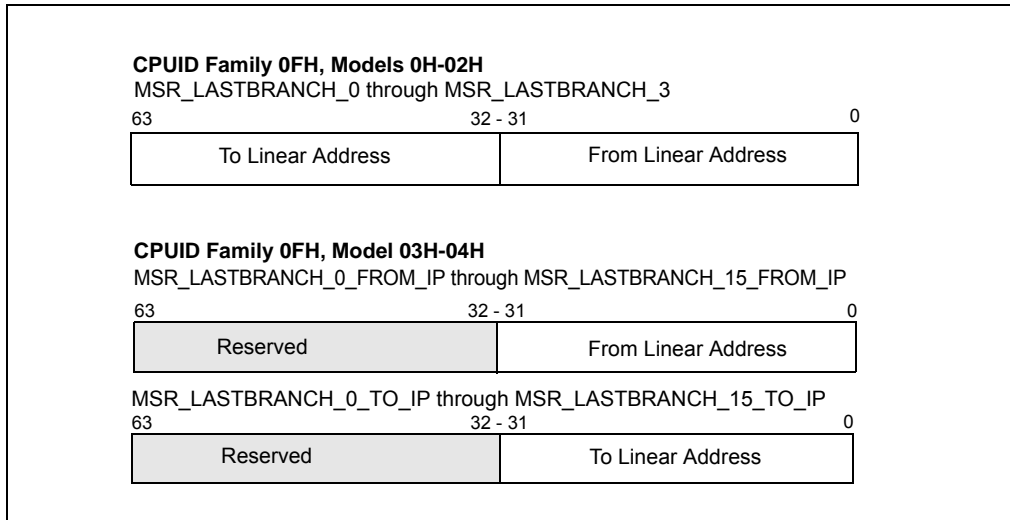 CPUID Family 0FH, Models 0H-02H
MSR_LASTBRANCH_0 through MSR_LASTBRANCH_3
63 32 - 31 0
To Linear Address From Linear Address
CPUID Family 0FH, Model 03H-04H
MSR_LASTBRANCH_0_FROM_IP through MSR_LASTBRANCH_15_FROM_IP
63 32 - 31 0
Reserved From Linear Address
MSR_LASTBRANCH_0_TO_IP through MSR_LASTBRANCH_15_TO_IP
63 32 - 31 0
Reserved To Linear Address